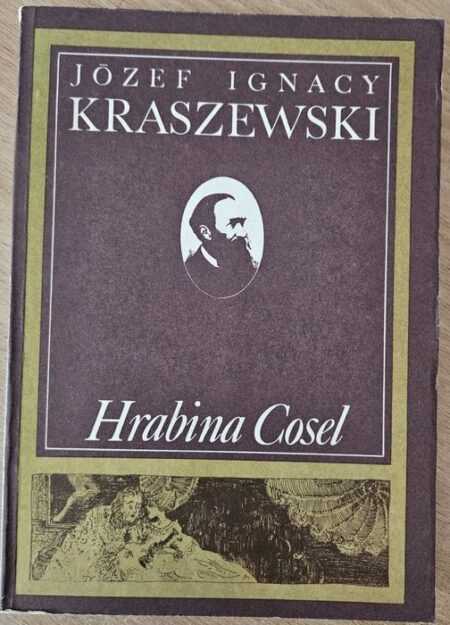 JÓZEF IGNACY
KRASZEWSKI
Hrabina Cosel